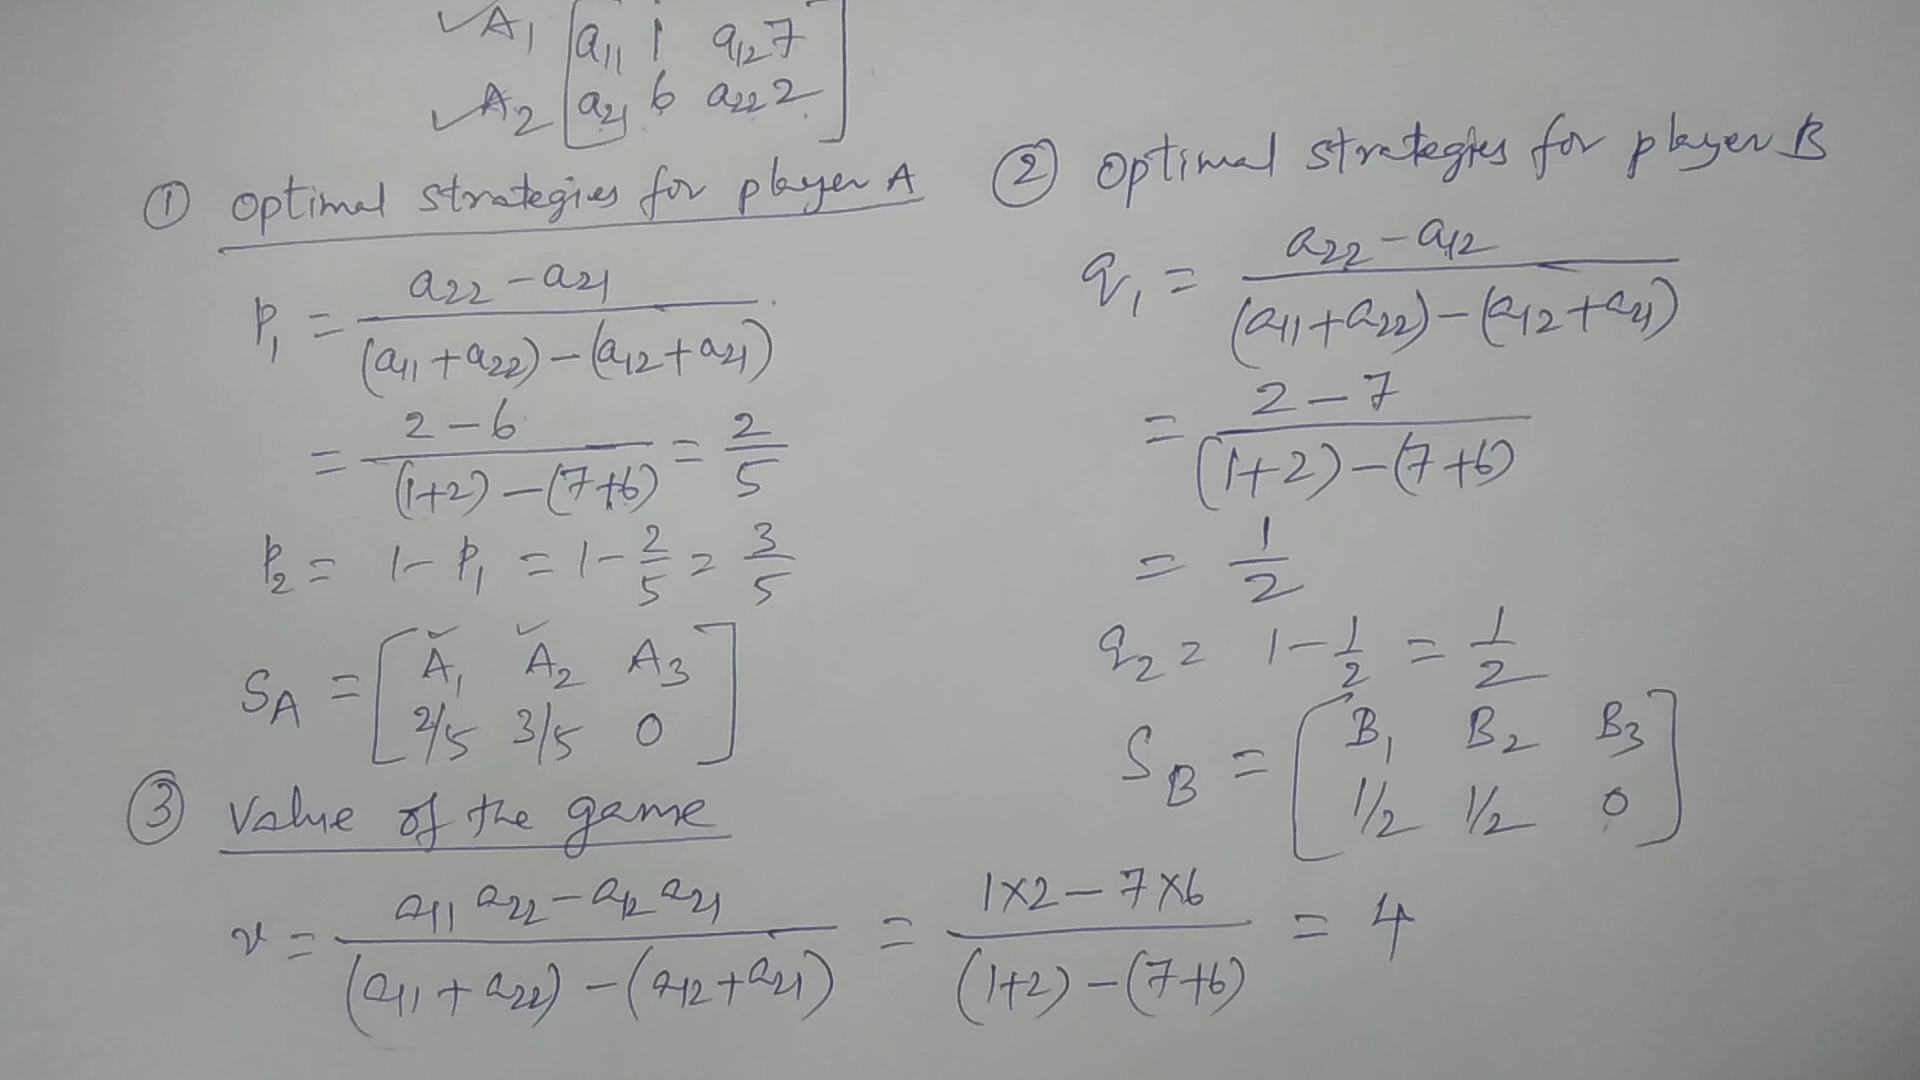 ✓A₁ [a₁₁ 1 a₁₂ 7]
✓A₂ [a₂₁ 6 a₂₂ 2]
① optimal strategies for player A
p₁ = (a₂₂ - a₂₁) / ((a₁₁ + a₂₂) - (a₁₂ + a₂₁))
= (2 - 6) / ((1+2) - (7+6)) = 2/5
p₂ = 1 - p₁ = 1 - 2/5 = 3/5
S_A = [A₁ A₂ A₃
2/5 3/5 0]
② optimal strategies for player B
q₁ = (a₂₂ - a₁₂) / ((a₁₁ + a₂₂) - (a₁₂ + a₂₁))
= (2 - 7) / ((1+2) - (7+6))
= 1/2
q₂ = 1 - 1/2 = 1/2
S_B = [B₁ B₂ B₃
1/2 1/2 0]
③ Value of the game
v = (a₁₁ a₂₂ - a₁₂ a₂₁) / ((a₁₁ + a₂₂) - (a₁₂ + a₂₁)) = (1×2 - 7×6) / ((1+2) - (7+6)) = 4